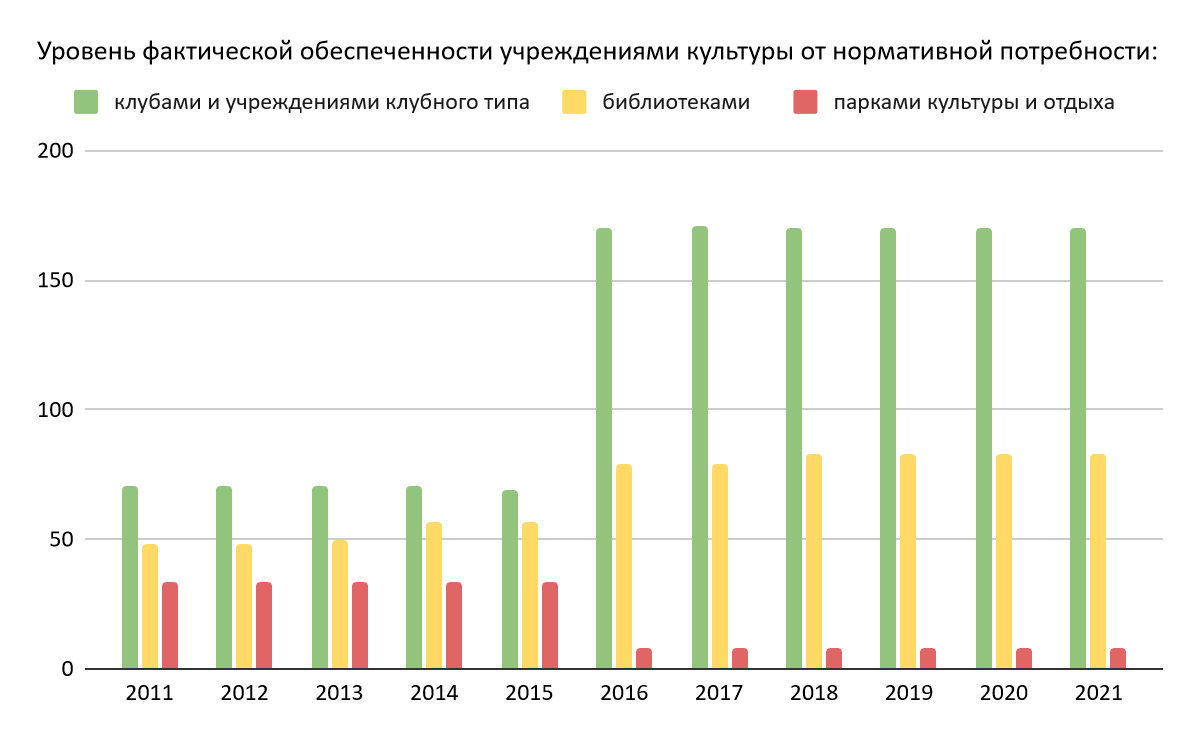 Уровень фактической обеспеченности учреждениями культуры от нормативной потребности:
клубами и учреждениями клубного типа библиотеками парками культуры и отдыха
200
150
100
50
0
2011 2012 2013 2014 2015 2016 2017 2018 2019 2020 2021